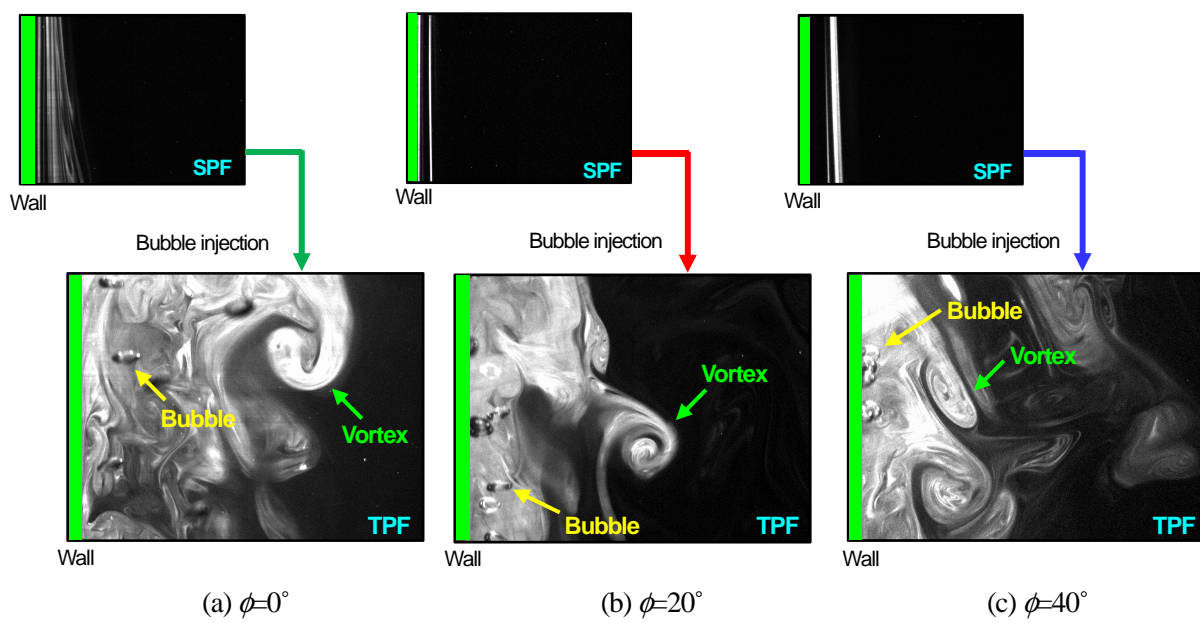 SPF
SPF
SPF
Wall
Wall
Wall
Bubble injection
Bubble injection
Bubble injection
Bubble
Vortex
TPF
Vortex
Bubble
TPF
Bubble
Vortex
TPF
Wall
Wall
Wall
(a) ϕ=0°
(b) ϕ=20°
(c) ϕ=40°